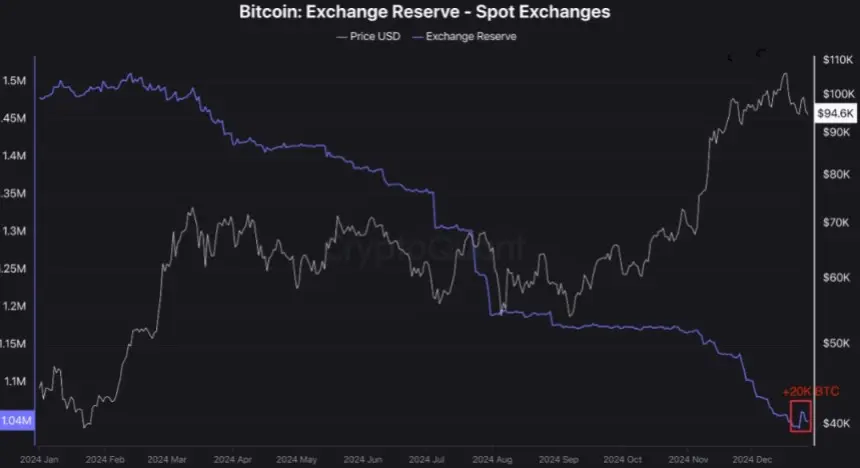 Bitcoin: Exchange Reserve - Spot Exchanges
Price USD Exchange Reserve
1.5M
1.45M
1.4M
1.35M
1.3M
1.25M
1.2M
1.15M
1.1M
1.04M
$110K
$100K
$94.6K
$90K
$80K
$70K
$60K
$50K
$40K
CryptoQuant
+20K BTC
2024 Jan 2024 Feb 2024 Mar 2024 Apr 2024 May 2024 Jun 2024 Jul 2024 Aug 2024 Sep 2024 Oct 2024 Nov 2024 Dec